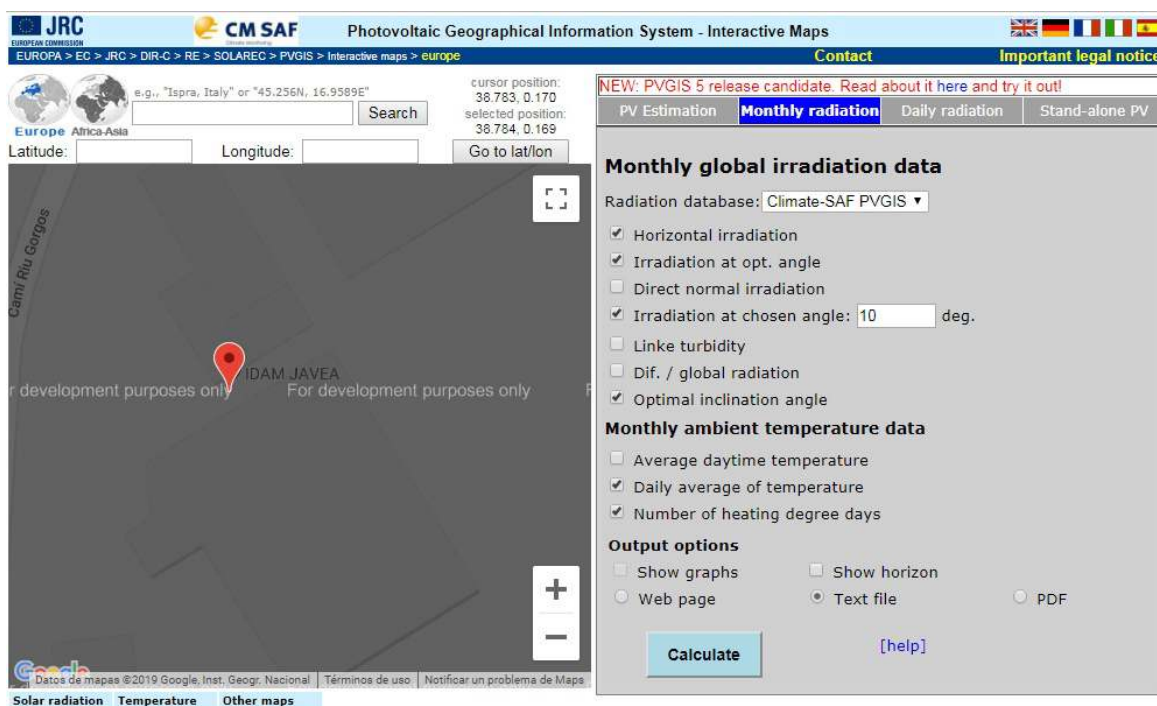 JRC
EUROPEAN COMMISSION
CM SAF
Photovoltaic Geographical Information System - Interactive Maps
EUROPA > EC > JRC > DIR-C > RE > SOLAREC > PVGIS > Interactive maps > europe
Contact
Important legal notice
e.g., "Ispra, Italy" or "45.256N, 16.9589E"
Search
cursor position:
38.783, 0.170
selected position:
38.784, 0.169
Europe Africa-Asia
Latitude:
Longitude:
Go to lat/lon
Camí Riu Gorgos
IDAM JAVEA
r development purposes only
For development purposes only
F
Google
Datos de mapas ©2019 Google, Inst. Geogr. Nacional
Términos de uso
Notificar un problema de Maps
Solar radiation Temperature Other maps
NEW: PVGIS 5 release candidate. Read about it here and try it out!
PV Estimation Monthly radiation Daily radiation Stand-alone PV
Monthly global irradiation data
Radiation database: Climate-SAF PVGIS
Horizontal irradiation
Irradiation at opt. angle
Direct normal irradiation
Irradiation at chosen angle: 10 deg.
Linke turbidity
Dif. / global radiation
Optimal inclination angle
Monthly ambient temperature data
Average daytime temperature
Daily average of temperature
Number of heating degree days
Output options
Show graphs Show horizon
Web page Text file PDF
Calculate [help]